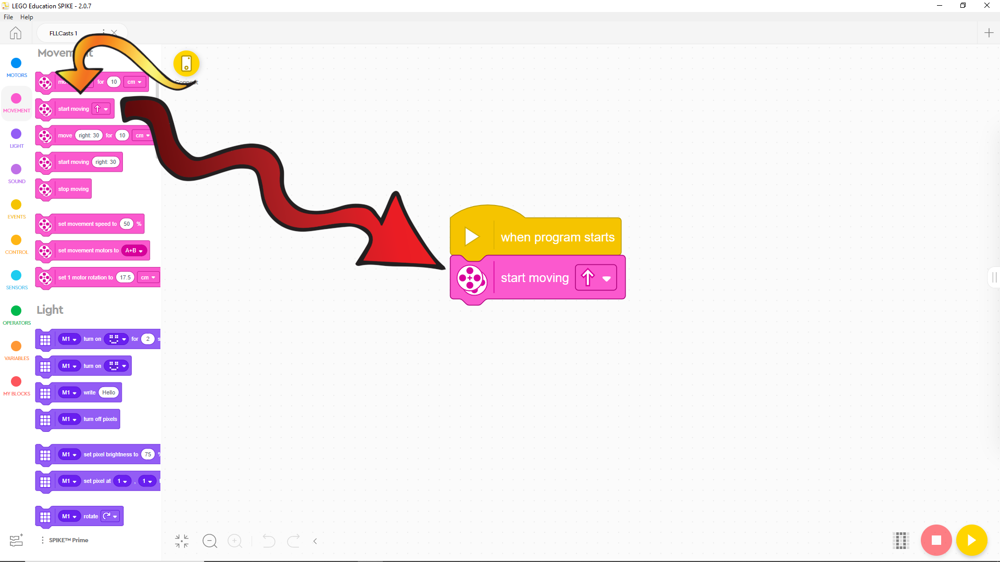 LEGO Education SPIKE - 2.0.7
File Help
FLLCasts 1
Movement
MOTORS
MOVEMENT
LIGHT
SOUND
EVENTS
CONTROL
SENSORS
OPERATORS
VARIABLES
MY BLOCKS
for 10 cm
start moving
move right: 30 for 10 cm
start moving right: 30
stop moving
set movement speed to 50 %
set movement motors to A+B
set 1 motor rotation to 17.5 cm
Light
M1 turn on for 2 s
M1 turn on
M1 write Hello
M1 turn off pixels
M1 set pixel brightness to 75 %
M1 set pixel at 1 , 1
M1 rotate
SPIKE™ Prime
Connect
when program starts
start moving